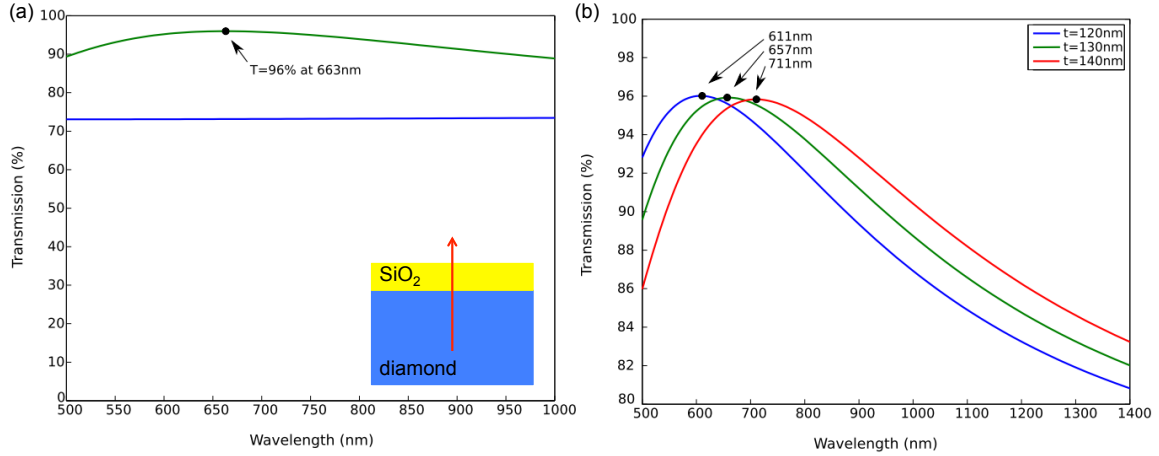 (a)
100
90
80
70
60
50
40
30
20
10
0
Transmission (%)
T=96% at 663nm
SiO₂
diamond
500 550 600 650 700 750 800 850 900 950 1000
Wavelength (nm)
(b)
98
96
94
92
90
88
86
84
82
80
Transmission (%)
611nm
657nm
711nm
t=120nm
t=130nm
t=140nm
500 600 700 800 900 1000 1100 1200 1300 1400
Wavelength (nm)